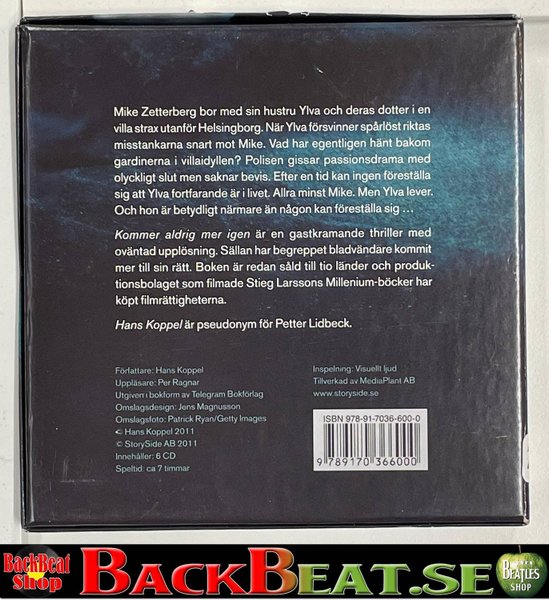 Mike Zetterberg bor med sin hustru Ylva och deras dotter i en
villa strax utanför Helsingborg. När Ylva försvinner spårlöst riktas
misstankarna snart mot Mike. Vad har egentligen hänt bakom
gardinerna i villaidyllen? Polisen gissar passionsdrama med
olyckligt slut men saknar bevis. Efter en tid kan ingen föreställa
sig att Ylva fortfarande är i livet. Allra minst Mike. Men Ylva lever.
Och hon är betydligt närmare än någon kan föreställa sig ...
Kommer aldrig mer igen är en gastkramande thriller med
oväntad upplösning. Sällan har begreppet bladvändare kommit
mer till sin rätt. Boken är redan såld till tio länder och produk-
tionsbolaget som filmade Stieg Larssons Millenium-böcker har
köpt filmrättigheterna.
Hans Koppel är pseudonym för Petter Lidbeck.
Författare: Hans Koppel
Uppläsare: Per Ragnar
Utgiven i bokform av Telegram Bokförlag
Omslagsdesign: Jens Magnusson
Omslagsfoto: Patrick Ryan/Getty Images
© Hans Koppel 2011
© StorySide AB 2011
Innehåller: 6 CD
Speltid: ca 7 timmar
Inspelning: Visuellt ljud
Tillverkad av MediaPlant AB
www.storyside.se
ISBN 978-91-7036-600-0
9 789170 366000
BackBeat
Shop
BackBeat.se
BEATLES
SHOP